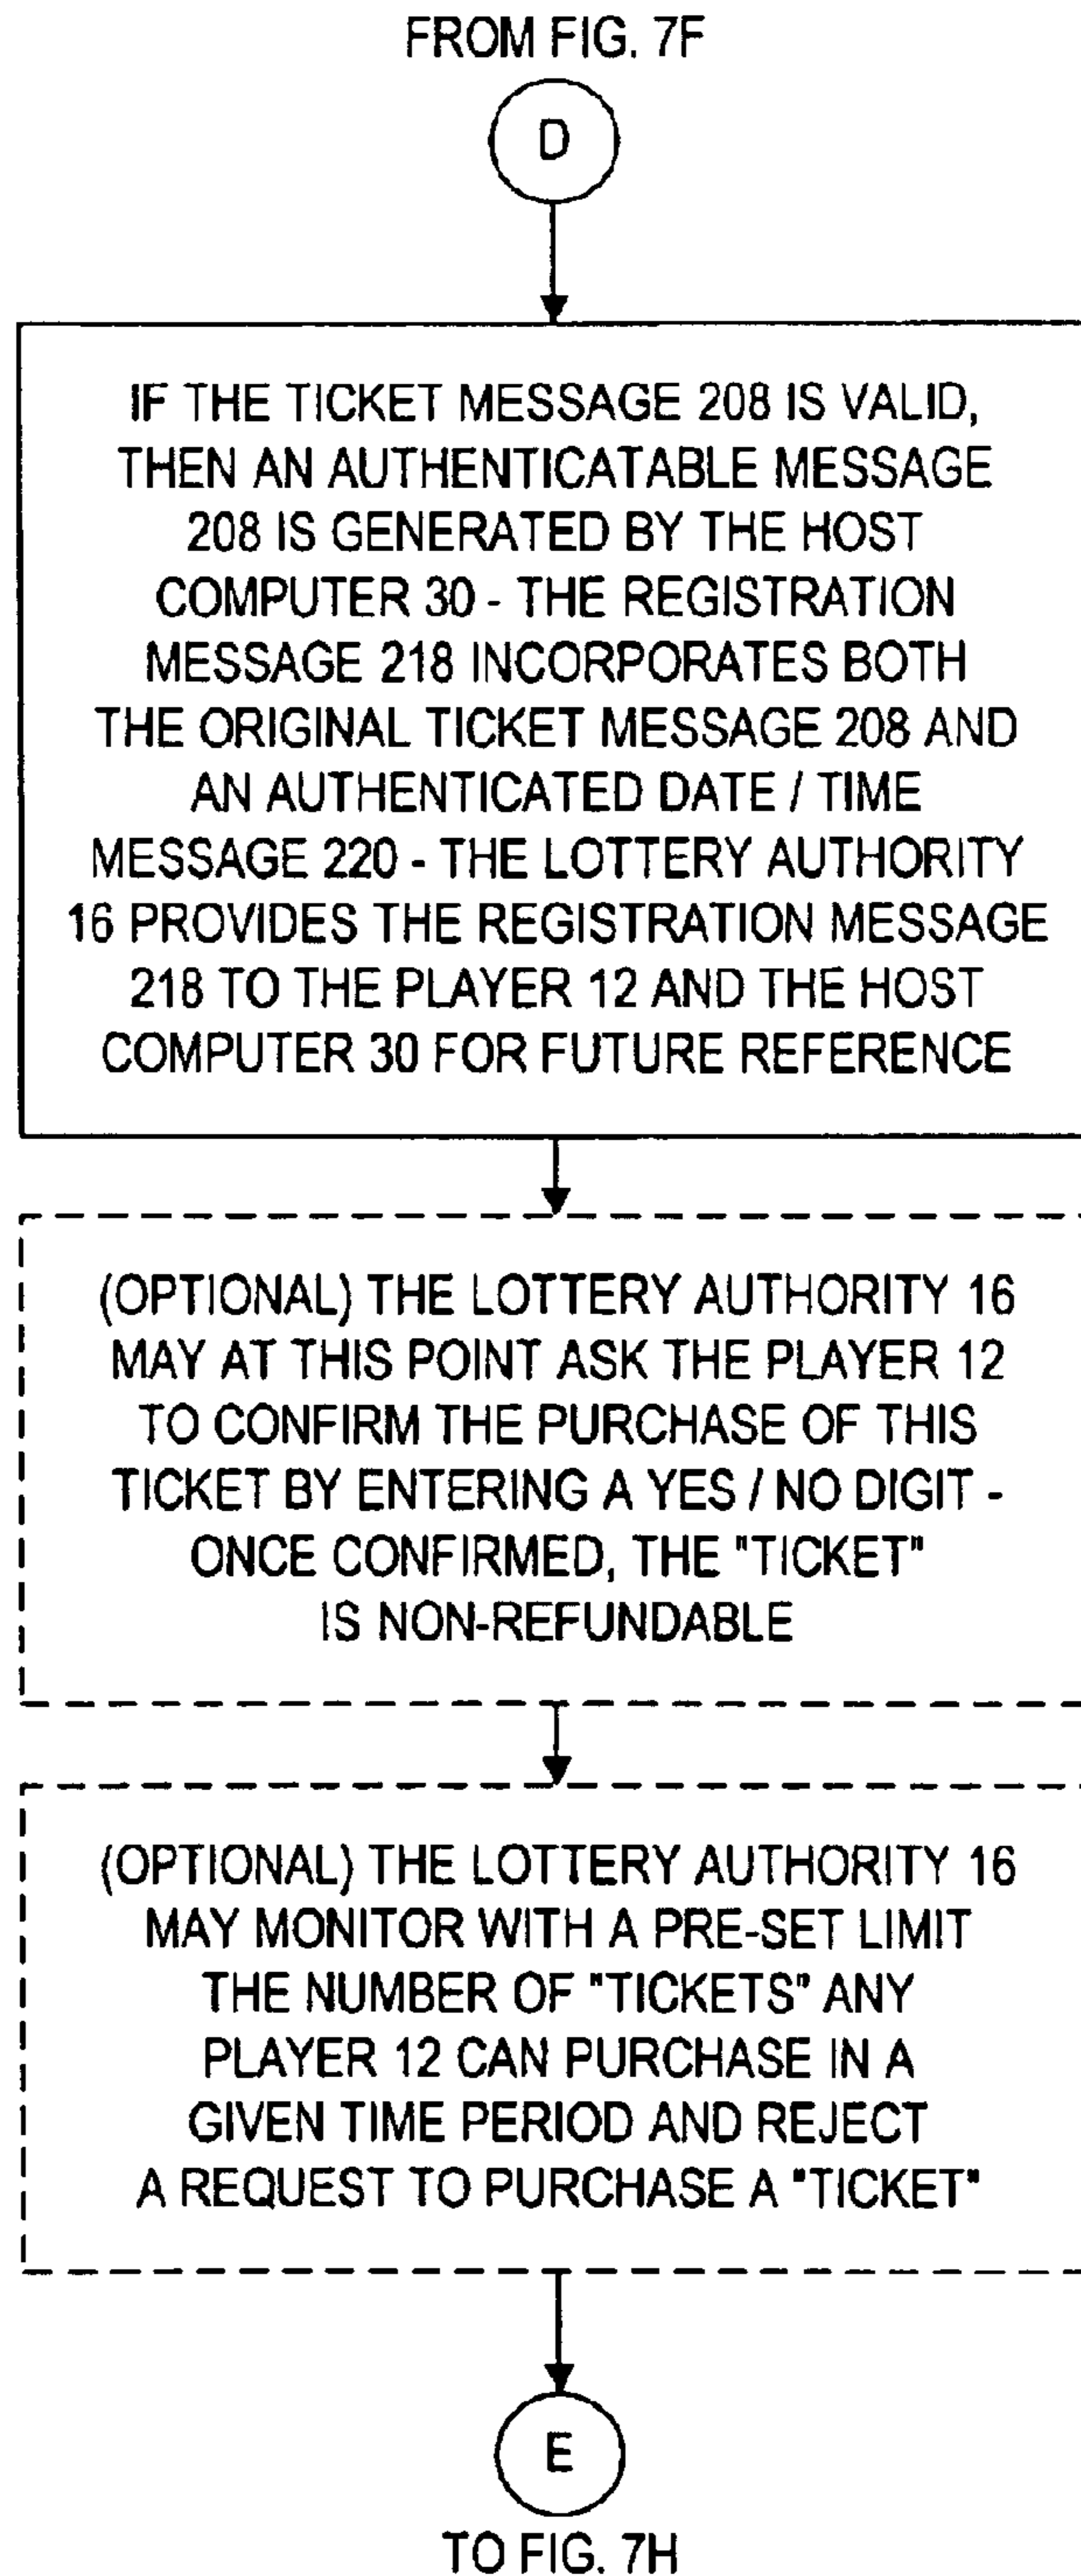 FROM FIG. 7F
D
IF THE TICKET MESSAGE 208 IS VALID,
THEN AN AUTHENTICATABLE MESSAGE
208 IS GENERATED BY THE HOST
COMPUTER 30 - THE REGISTRATION
MESSAGE 218 INCORPORATES BOTH
THE ORIGINAL TICKET MESSAGE 208 AND
AN AUTHENTICATED DATE / TIME
MESSAGE 220 - THE LOTTERY AUTHORITY
16 PROVIDES THE REGISTRATION MESSAGE
218 TO THE PLAYER 12 AND THE HOST
COMPUTER 30 FOR FUTURE REFERENCE
(OPTIONAL) THE LOTTERY AUTHORITY 16
MAY AT THIS POINT ASK THE PLAYER 12
TO CONFIRM THE PURCHASE OF THIS
TICKET BY ENTERING A YES / NO DIGIT -
ONCE CONFIRMED, THE "TICKET"
IS NON-REFUNDABLE
(OPTIONAL) THE LOTTERY AUTHORITY 16
MAY MONITOR WITH A PRE-SET LIMIT
THE NUMBER OF "TICKETS" ANY
PLAYER 12 CAN PURCHASE IN A
GIVEN TIME PERIOD AND REJECT
A REQUEST TO PURCHASE A "TICKET"
E
TO FIG. 7H